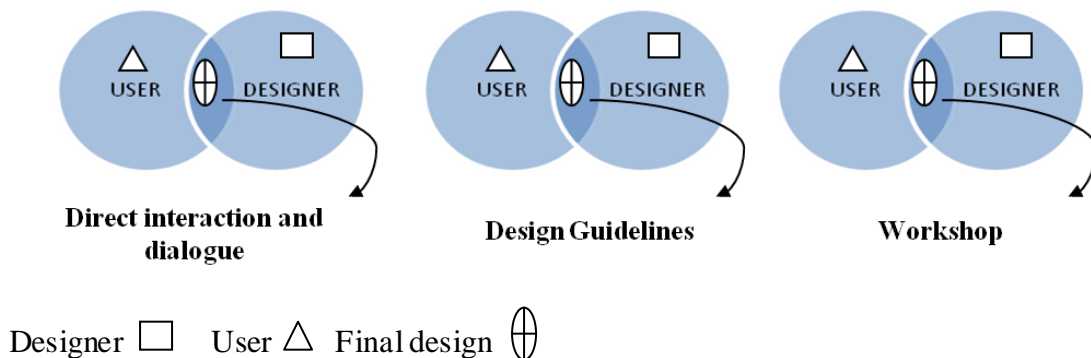 USER DESIGNER
USER DESIGNER
USER DESIGNER
Direct interaction and
dialogue
Design Guidelines
Workshop
Designer User Final design